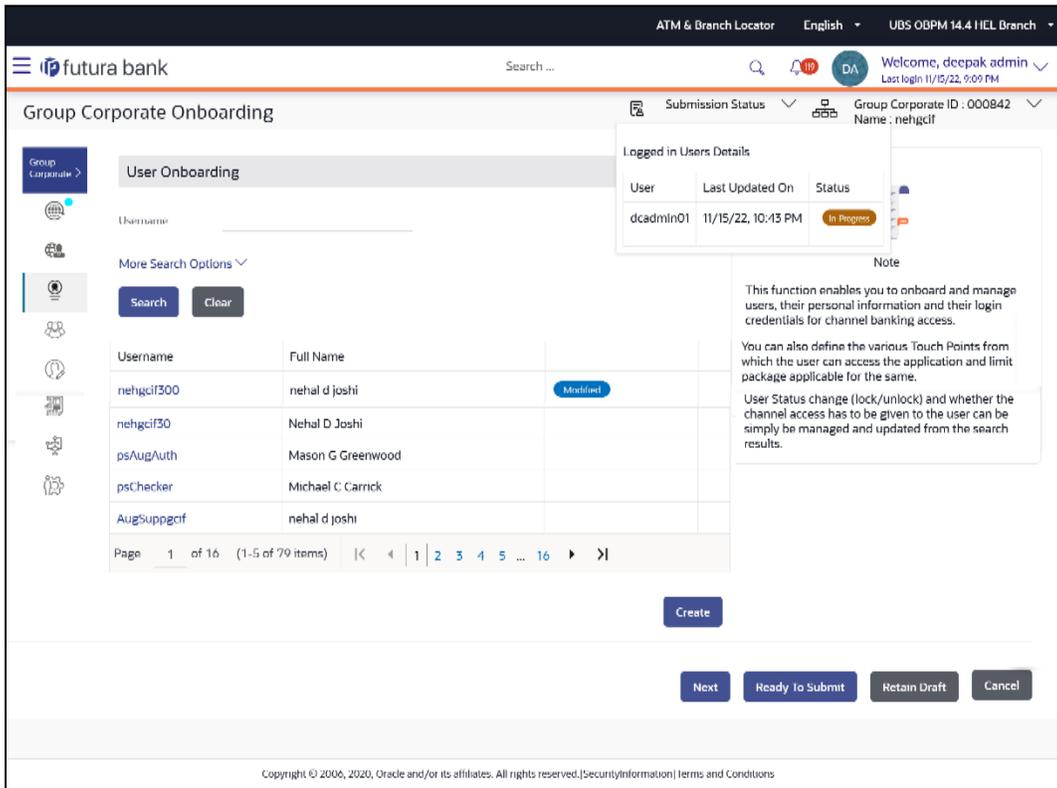 ATM & Branch Locator English UBS OBPM 14.4 HEL Branch
futura bank Search ... 119 DA Welcome, deepak admin
Last login 11/15/22, 9:09 PM
Group Corporate Onboarding Submission Status Group Corporate ID : 000842
Name : nehgcif
Logged in Users Details
User Last Updated On Status
dcadmin01 11/15/22, 10:43 PM In Progress
Group
Corporate >
User Onboarding
Username
More Search Options
Search Clear
Note
This function enables you to onboard and manage
users, their personal information and their login
credentials for channel banking access.
You can also define the various Touch Points from
which the user can access the application and limit
package applicable for the same.
User Status change (lock/unlock) and whether the
channel access has to be given to the user can be
simply be managed and updated from the search
results.
Username Full Name
nehgcif300 nehal d joshi Modified
nehgcif30 Nehal D Joshi
psAugAuth Mason G Greenwood
psChecker Michael C Carrick
AugSuppgcif nehal d joshi
Page 1 of 16 (1-5 of 79 items) 1 2 3 4 5 ... 16
Create
Next Ready To Submit Retain Draft Cancel
Copyright © 2006, 2020, Oracle and/or its affiliates. All rights reserved.|SecurityInformation|Terms and Conditions